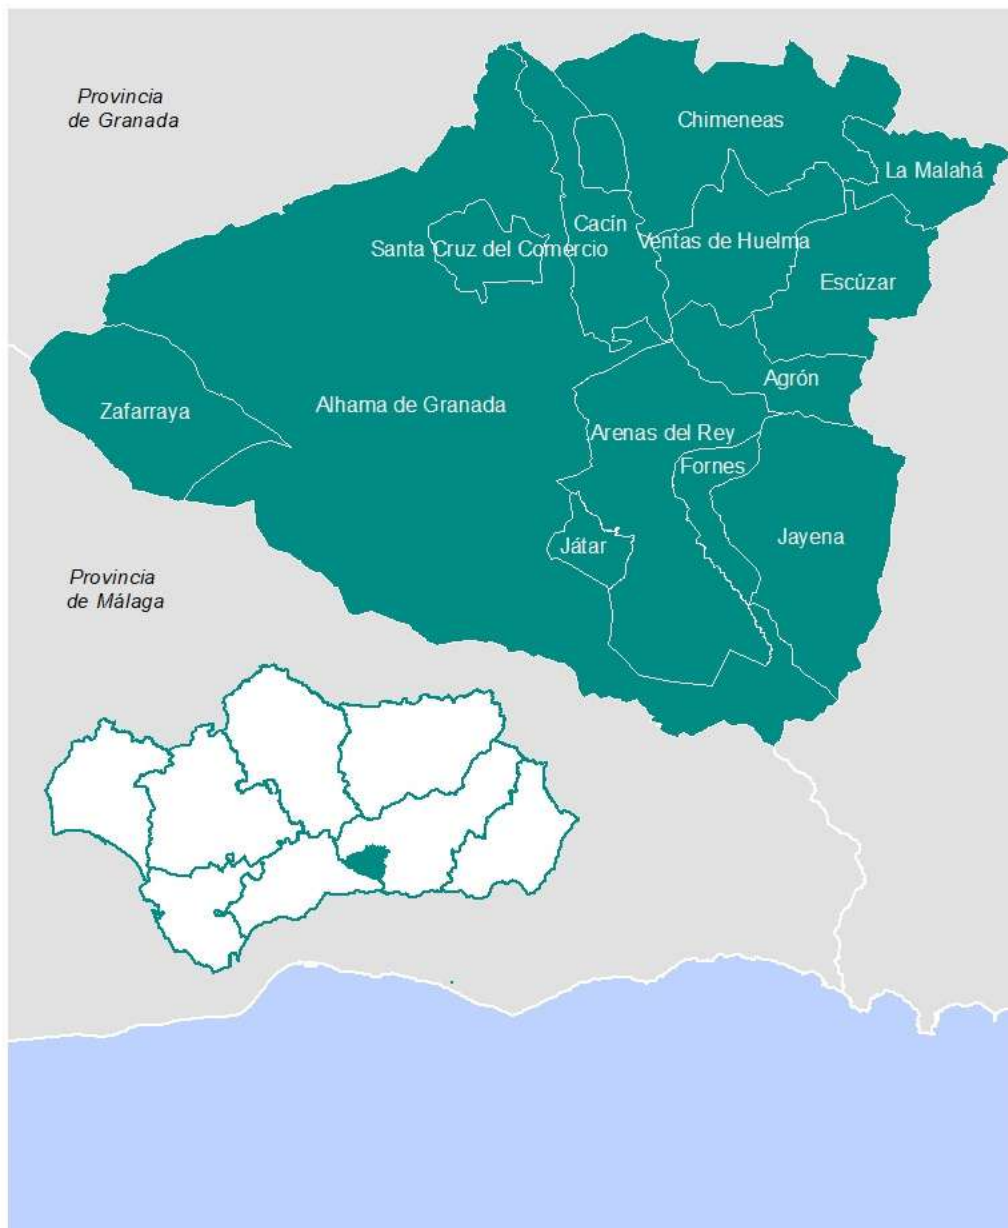 Provincia
de Granada
Chimeneas
La Malahá
Cacín
Ventas de Huelma
Santa Cruz del Comercio
Escúzar
Agrón
Zafarraya
Alhama de Granada
Arenas del Rey
Fornes
Jayena
Játar
Provincia
de Málaga